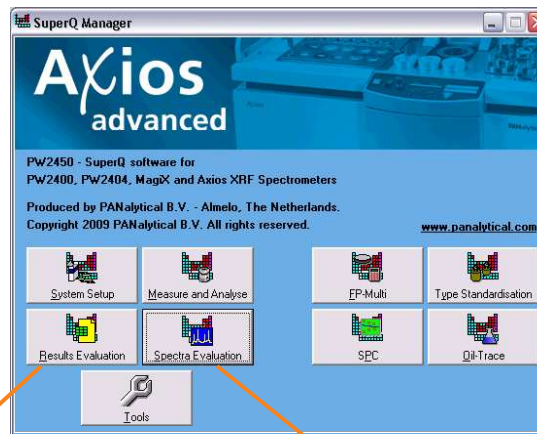 SuperQ Manager
Axios
advanced
PW2450 - SuperQ software for
PW2400, PW2404, MagiX and Axios XRF Spectrometers
Produced by PANalytical B.V. - Almelo, The Netherlands.
Copyright 2009 PANalytical B.V. All rights reserved.
www.panalytical.com
System Setup
Measure and Analyse
FP-Multi
Type Standardisation
Results Evaluation
Spectra Evaluation
SPC
Oil-Trace
Tools